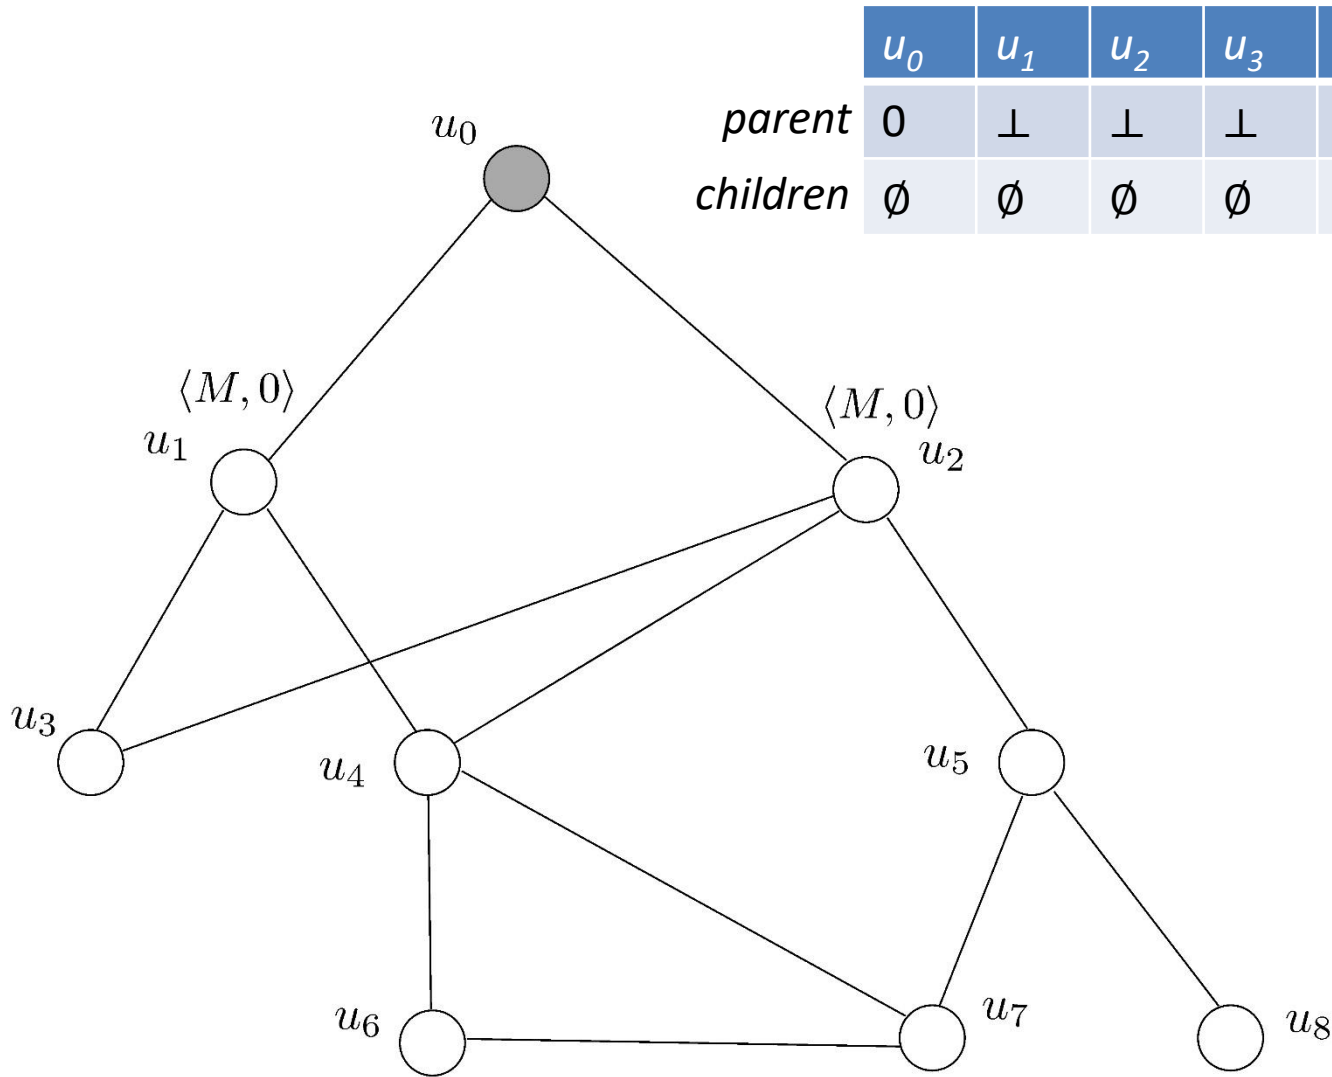 u₀ u₁ u₂ u₃
parent 0 ⊥ ⊥ ⊥
children ∅ ∅ ∅ ∅
u₀
⟨M, 0⟩ ⟨M, 0⟩
u₁ u₂
u₃ u₄ u₅
u₆ u₇ u₈